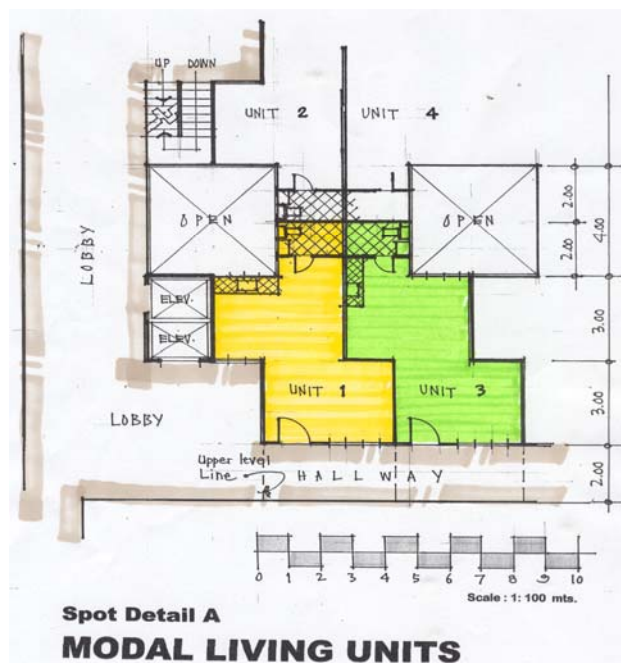 UP DOWN
UNIT 2
UNIT 4
OPEN
OPEN
2.00
2.00
4.00
LOBBY
ELEV.
ELEV.
3.00
UNIT 1
UNIT 3
3.00
LOBBY
Upper level
Line
HALLWAY
2.00
0 1 2 3 4 5 6 7 8 9 10
Scale : 1: 100 mts.
Spot Detail A
MODAL LIVING UNITS